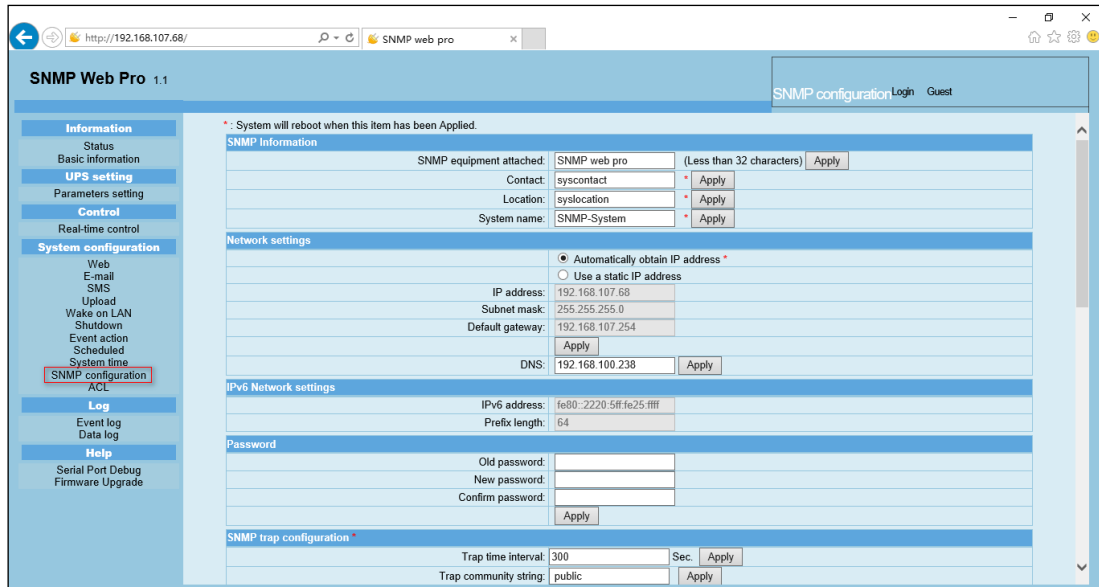 http://192.168.107.68/
SNMP web pro
SNMP Web Pro 1.1
SNMP configuration Login Guest
Information
Status
Basic information
UPS setting
Parameters setting
Control
Real-time control
System configuration
Web
E-mail
SMS
Upload
Wake on LAN
Shutdown
Event action
Scheduled
System time
SNMP configuration
ACL
Log
Event log
Data log
Help
Serial Port Debug
Firmware Upgrade
* : System will reboot when this item has been Applied.
SNMP Information
SNMP equipment attached: SNMP web pro (Less than 32 characters) Apply
Contact: syscontact * Apply
Location: syslocation * Apply
System name: SNMP-System * Apply
Network settings
Automatically obtain IP address *
Use a static IP address
IP address: 192.168.107.68
Subnet mask: 255.255.255.0
Default gateway: 192.168.107.254
Apply
DNS: 192.168.100.238 Apply
IPv6 Network settings
IPv6 address: fe80::2220:5ff:fe25:ffff
Prefix length: 64
Password
Old password:
New password:
Confirm password:
Apply
SNMP trap configuration *
Trap time interval: 300 Sec. Apply
Trap community string: public Apply